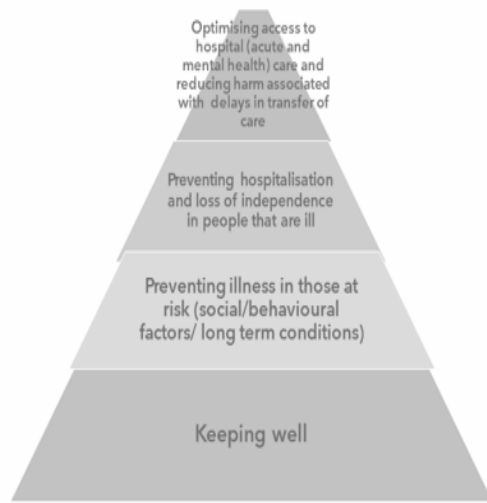 Optimising access to
hospital (acute and
mental health) care and
reducing harm associated
with delays in transfer of
care
Preventing hospitalisation
and loss of independence
in people that are ill
Preventing illness in those at
risk (social/behavioural
factors/ long term conditions)
Keeping well